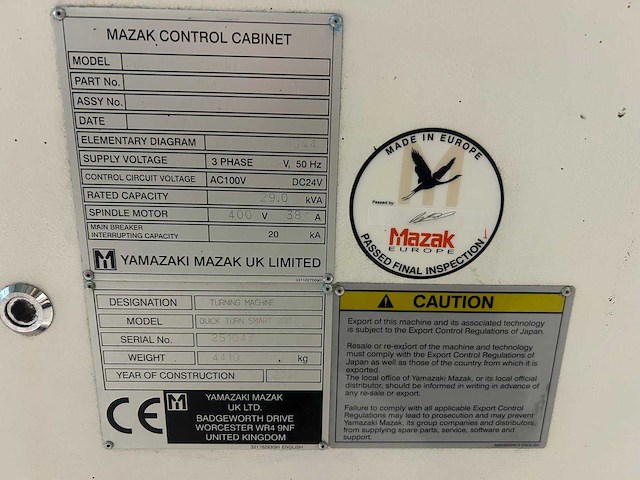 MAZAK CONTROL CABINET
MODEL
PART No.
ASSY No.
DATE
ELEMENTARY DIAGRAM
SUPPLY VOLTAGE 3 PHASE V, 50 Hz
CONTROL CIRCUIT VOLTAGE AC100V DC24V
RATED CAPACITY 29.0 kVA
SPINDLE MOTOR 400 V 38 A
MAIN BREAKER
INTERRUPTING CAPACITY 20 kA
YAMAZAKI MAZAK UK LIMITED
DESIGNATION TURNING MACHINE
MODEL QUICK TURN SMART
SERIAL No.
WEIGHT 4410 kg
YEAR OF CONSTRUCTION
CE
YAMAZAKI MAZAK
UK LTD.
BADGEWORTH DRIVE
WORCESTER WR4 9NF
UNITED KINGDOM
MADE IN EUROPE
M
Passed by
Mazak
EUROPE
PASSED FINAL INSPECTION
CAUTION
Export of this machine and its associated technology
is subject to the Export Control Regulations of Japan.
Resale or re-export of the machine and technology
must comply with the Export Control Regulations of
Japan as well as those of the country from which it is
exported.
The local office of Yamazaki Mazak, or its local official
distributor, should be informed in writing in advance of
any re-sale or export.
Failure to comply with all applicable Export Control
Regulations may lead to prosecution and may prevent
Yamazaki Mazak, its group companies and distributors,
from supplying spare parts, service, software and
support.